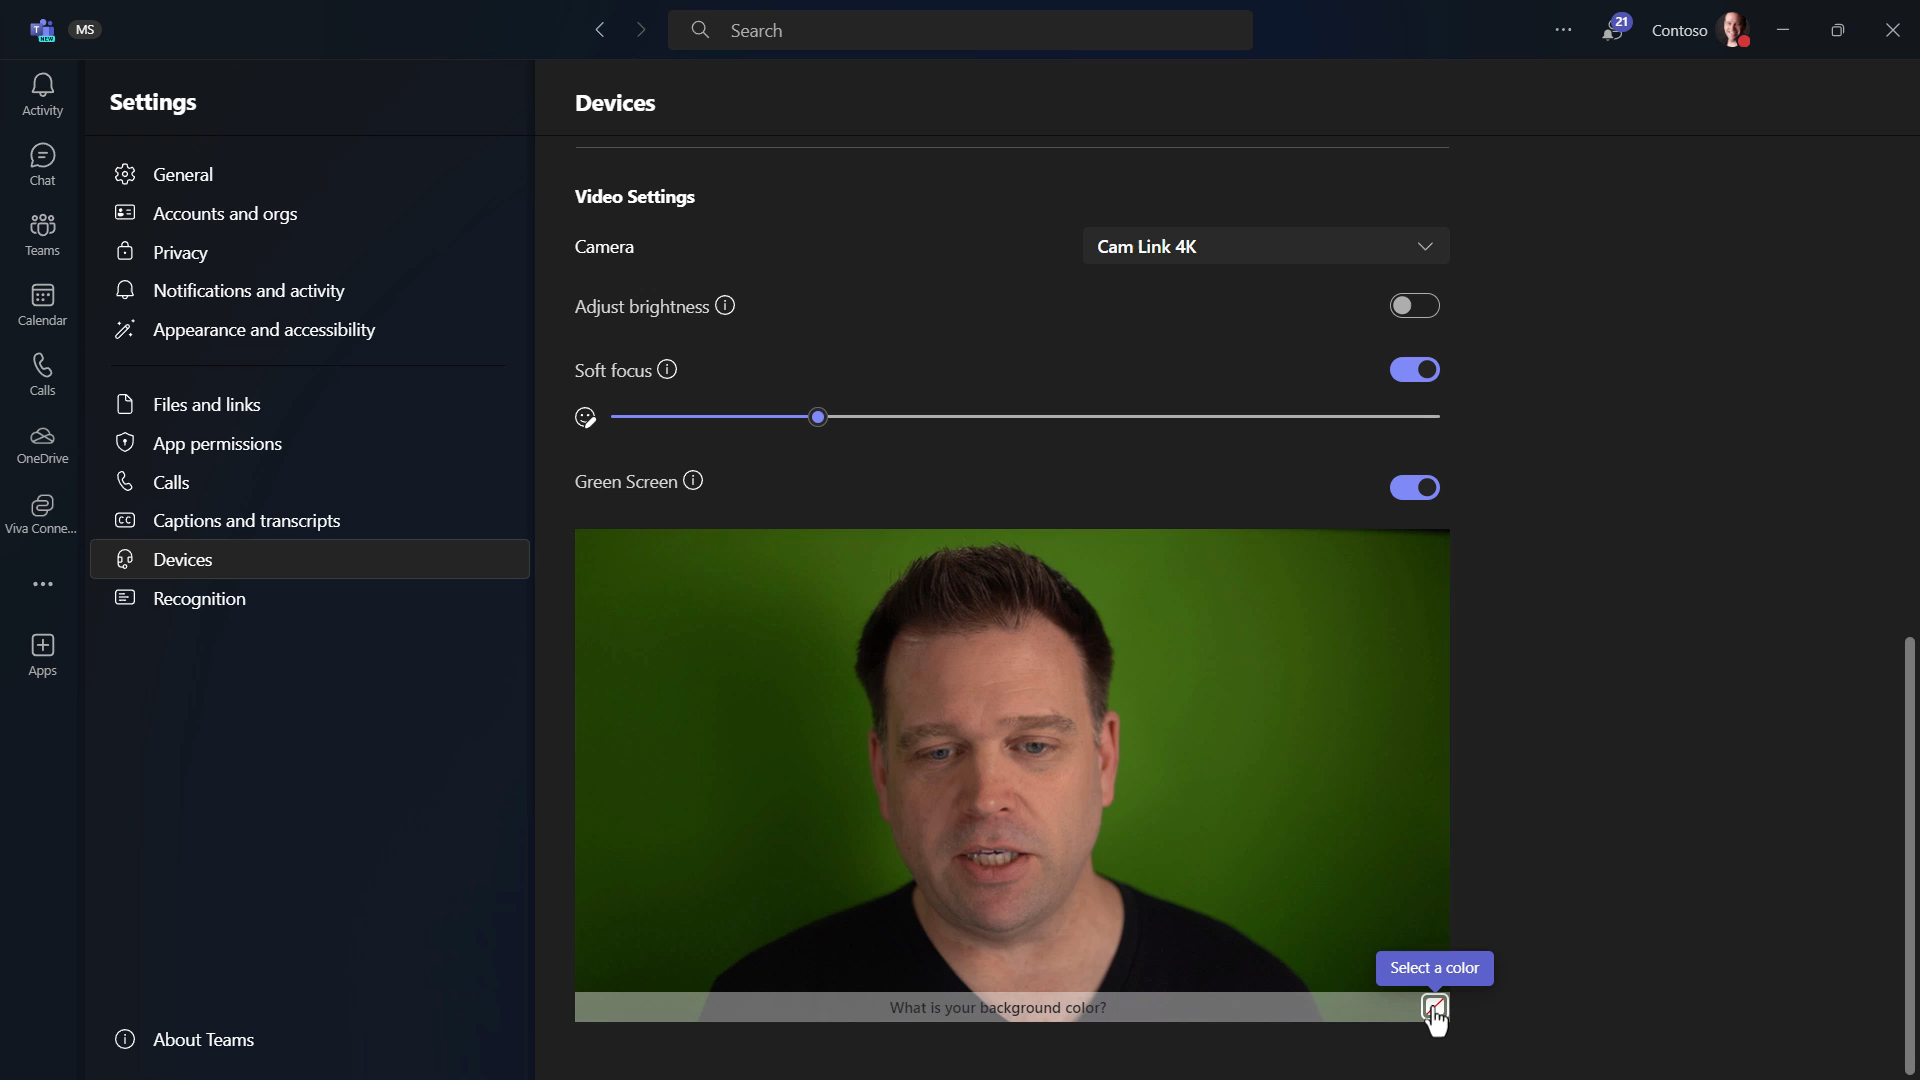 MS
Search
21
Contoso
Activity
Chat
Teams
Calendar
Calls
OneDrive
Viva Conne...
Apps
Settings
General
Accounts and orgs
Privacy
Notifications and activity
Appearance and accessibility
Files and links
App permissions
Calls
CC Captions and transcripts
Devices
Recognition
About Teams
Devices
Video Settings
Camera
Cam Link 4K
Adjust brightness
Soft focus
Green Screen
Select a color
What is your background color?